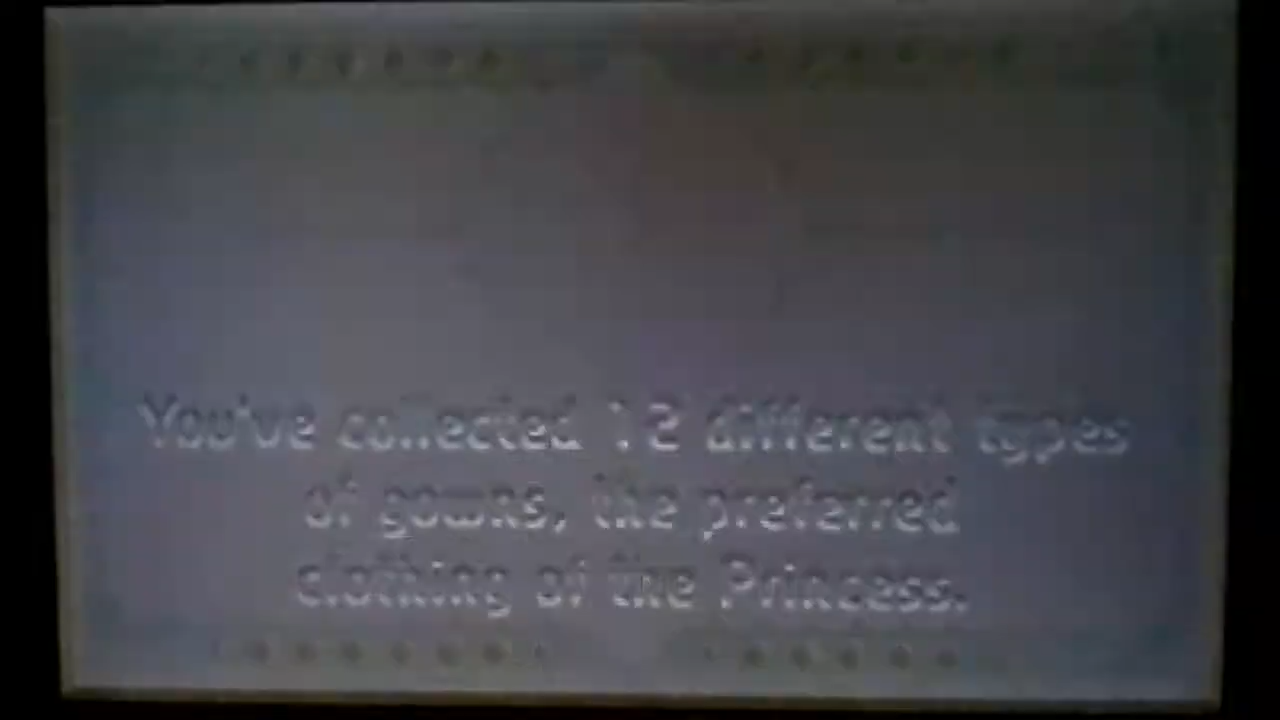 You've collected 12 different types
of gowns, the preferred
clothing of the Princess.